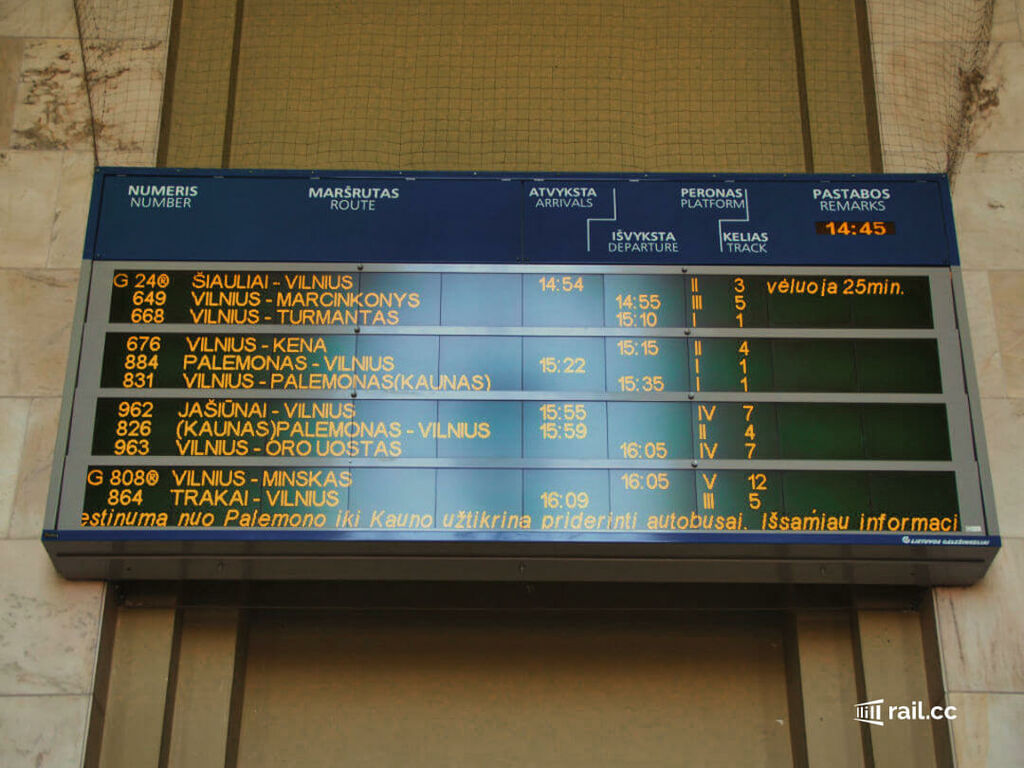 NUMERIS MARŠRUTAS ATVYKSTA PERONAS PASTABOS
NUMBER ROUTE ARRIVALS PLATFORM REMARKS
14:45
IŠVYKSTA KELIAS
DEPARTURE TRACK
G 24® ŠIAULIAI - VILNIUS 14:54 II 3 vėluoja 25min.
649 VILNIUS - MARCINKONYS 14:55 III 5
668 VILNIUS - TURMANTAS 15:10 I 1
676 VILNIUS - KENA 15:15 II 4
884 PALEMONAS - VILNIUS 15:22 I 1
831 VILNIUS - PALEMONAS(KAUNAS) 15:35 I 1
962 JAŠIŪNAI - VILNIUS 15:55 IV 7
826 (KAUNAS)PALEMONAS - VILNIUS 15:59 II 4
963 VILNIUS - ORO UOSTAS 16:05 IV 7
G 808® VILNIUS - MINSKAS 16:05 V 12
864 TRAKAI - VILNIUS 16:09 III 5
estinumą nuo Palemono iki Kauno užtikrina priderinti autobusai. Išsamiau informaci
LIETUVOS GELEŽINKELIAI
rail.cc